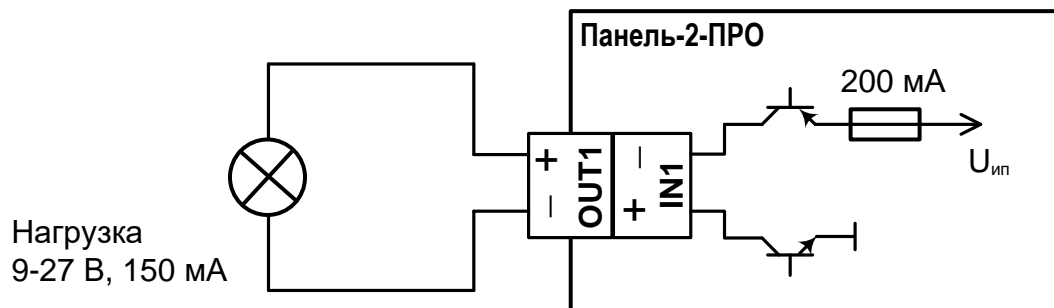 Панель-2-ПРО
200 мА
Uип
+ −
OUT1
− +
IN1
Нагрузка
9-27 В, 150 мА